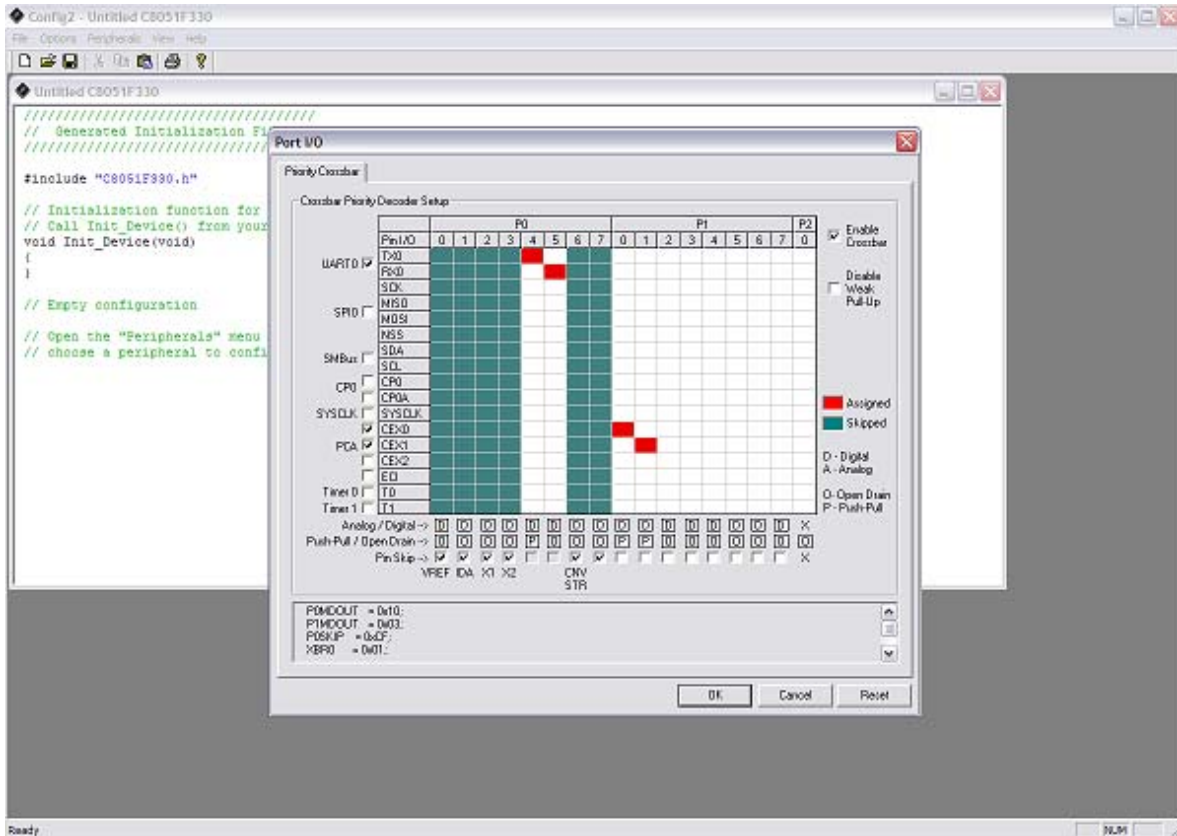 Config2 - Untitled C8051F330
File Options Peripherals View Help
Untitled C8051F330
//////////////////////////////////////
// Generated Initialization Fi
#include "C8051F330.h"
// Initialization function for
// Call Init_Device() from your
void Init_Device(void)
{
}
// Empty configuration
// Open the "Peripherals" menu
// choose a peripheral to confi
Port I/O
Priority Crossbar
Crossbar Priority Decoder Setup
P0 P1 P2
Pin I/O 0 1 2 3 4 5 6 7 0 1 2 3 4 5 6 7 0
UART0 TX0
RX0
SCK
SPI0 MISO
MOSI
NSS
SMBus SDA
SCL
CP0 CP0
CP0A
SYSCLK SYSCLK
CEX0
PCA CEX1
CEX2
ECI
Timer 0 T0
Timer 1 T1
Analog / Digital ->
Push-Pull / Open Drain ->
Pin Skip ->
VREF IDA X1 X2 CNV
STR
Enable
Crossbar
Disable
Weak
Pull-Up
Assigned
Skipped
D - Digital
A - Analog
O- Open Drain
P - Push-Pull
P0MDOUT = 0x10;
P1MDOUT = 0x03;
P0SKIP = 0xCF;
XBR0 = 0x01;
OK Cancel Reset
Ready NUM